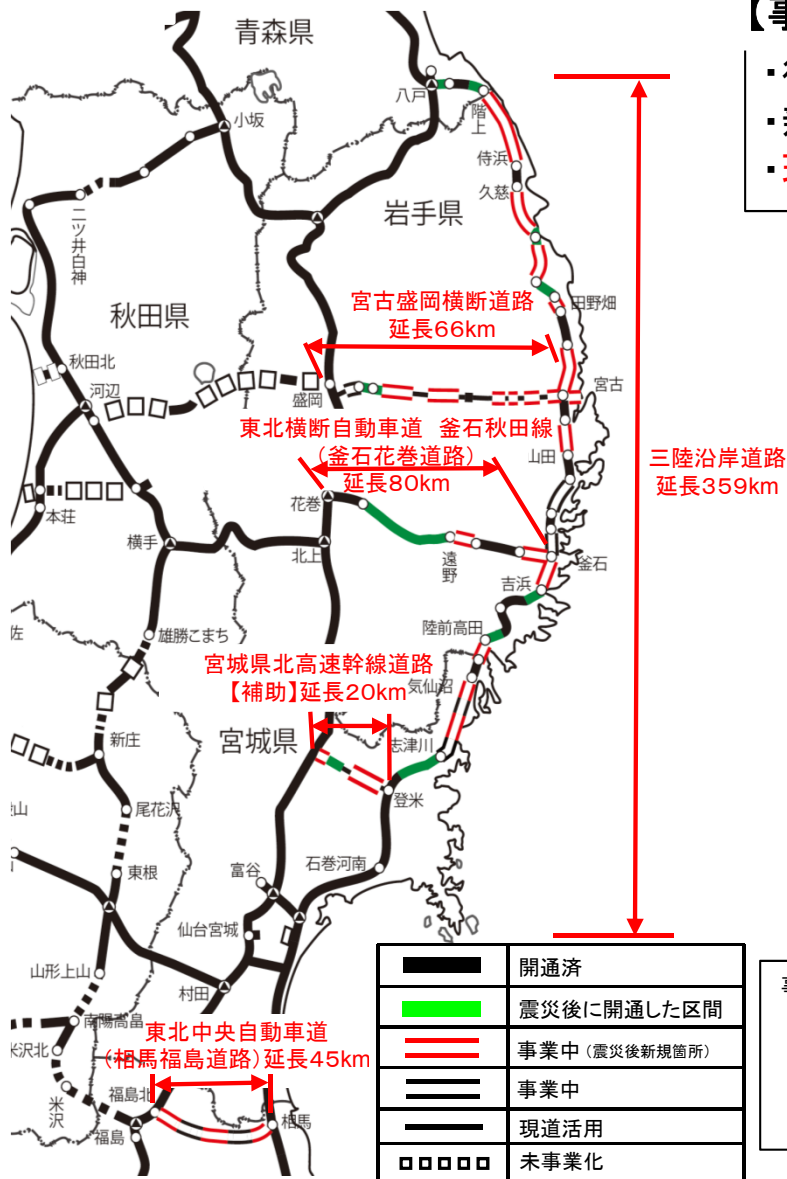 【事
青森県
八戸
階上
小坂
侍浜
久慈
岩手県
二ツ井白神
宮古盛岡横断道路
延長66km
田野畑
秋田県
秋田北
河辺
盛岡
宮古
東北横断自動車道 釜石秋田線
(釜石花巻道路)
延長80km
山田
三陸沿岸道路
延長359km
花巻
本荘
横手
北上
遠野
釜石
吉浜
佐
雄勝こまち
陸前高田
宮城県北高速幹線道路
【補助】延長20km
気仙沼
新庄
宮城県
志津川
登米
山
尾花沢
富谷
石巻河南
東根
仙台宮城
山形上山
村田
南陽高畠
米沢北
東北中央自動車道
(相馬福島道路)延長45km
米沢
福島北
相馬
福島
開通済
震災後に開通した区間
事業中(震災後新規箇所)
事業中
現道活用
未事業化